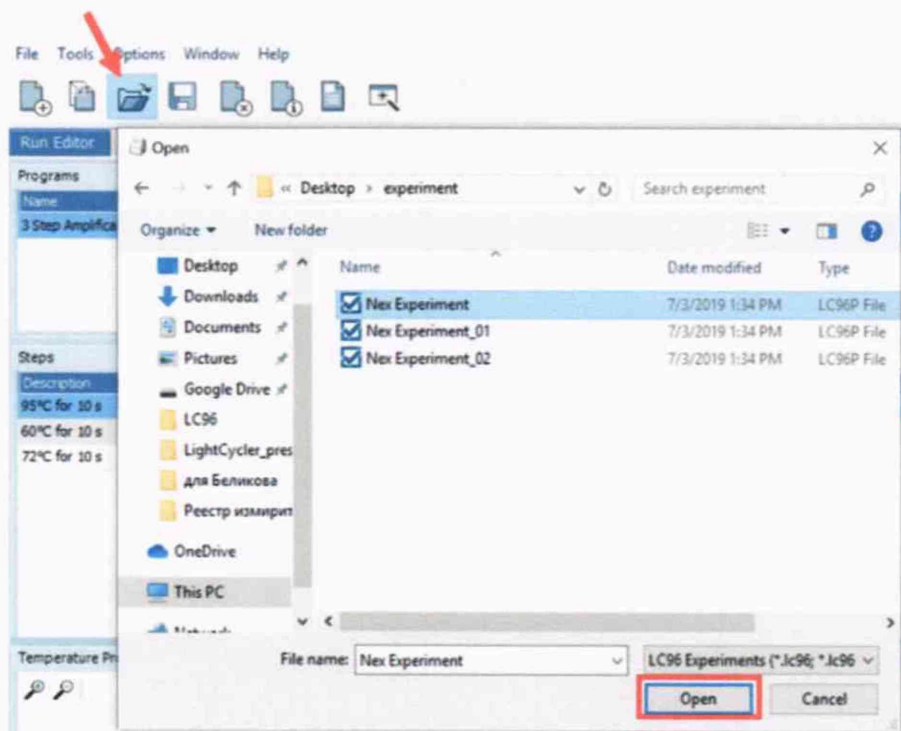 File Tools Options Window Help
Run Editor
Open
Programs
« Desktop › experiment
Search experiment
Name
3 Step Amplifica
Organize
New folder
Name
Date modified
Type
Desktop
Downloads
Documents
Pictures
Google Drive
LC96
LightCycler_pres
для Беликова
Реестр измирит
OneDrive
This PC
Nex Experiment
7/3/2019 1:34 PM
LC96P File
Nex Experiment_01
7/3/2019 1:34 PM
LC96P File
Nex Experiment_02
7/3/2019 1:34 PM
LC96P File
Steps
Description
95°C for 10 s
60°C for 10 s
72°C for 10 s
Temperature Pr
File name:
Nex Experiment
LC96 Experiments (*.lc96; *.lc96
Open
Cancel